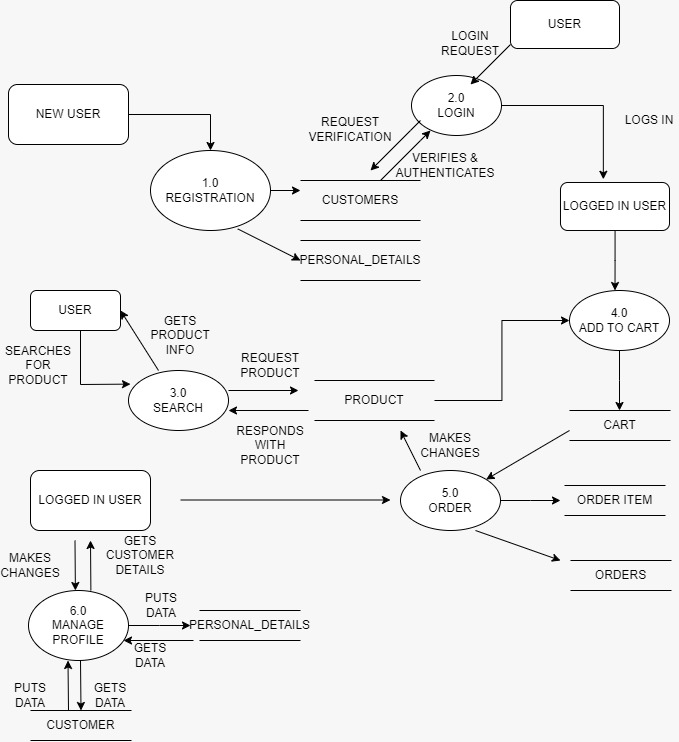 USER
LOGIN
REQUEST
2.0
LOGIN
NEW USER
LOGS IN
REQUEST
VERIFICATION
VERIFIES &
AUTHENTICATES
1.0
REGISTRATION
CUSTOMERS
LOGGED IN USER
PERSONAL_DETAILS
USER
GETS
PRODUCT
INFO
4.0
ADD TO CART
SEARCHES
FOR
PRODUCT
REQUEST
PRODUCT
3.0
SEARCH
PRODUCT
RESPONDS
WITH
PRODUCT
CART
MAKES
CHANGES
LOGGED IN USER
5.0
ORDER
ORDER ITEM
GETS
CUSTOMER
DETAILS
MAKES
CHANGES
ORDERS
6.0
MANAGE
PROFILE
PUTS
DATA
PERSONAL_DETAILS
GETS
DATA
PUTS
DATA
GETS
DATA
CUSTOMER